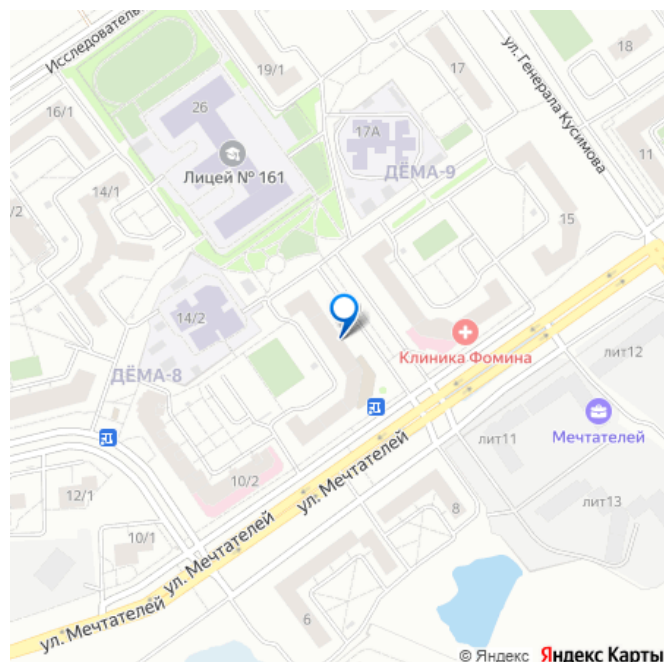 Исследователь
19/1
17
18
ул. Генерала Кусимова
16/1
26
17А
11
Лицей № 161
ДЁМА-9
14/1
/2
15
14/2
Клиника Фомина
лит12
ДЁМА-8
Мечтателей
лит11
ул. Мечтателей
10/2
12/1
лит13
8
10/1
ул. Мечтателей
6
ул. Мечтателей
© Яндекс Яндекс Карты